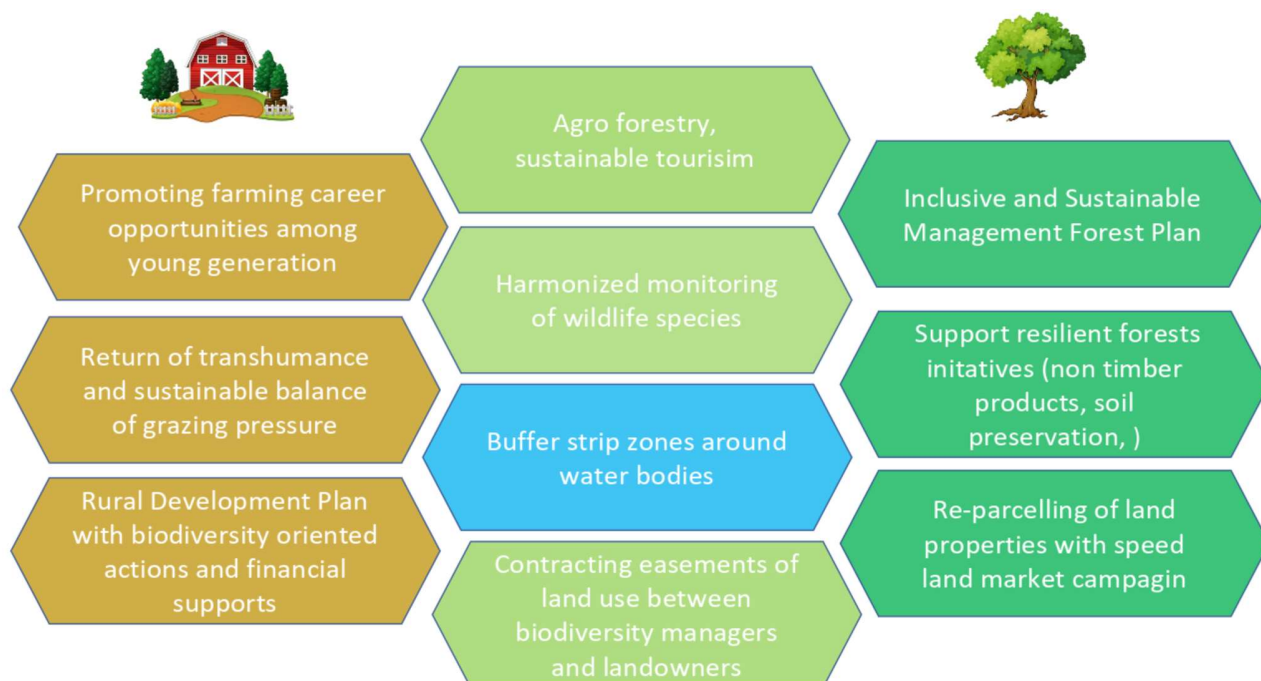 Promoting farming career
opportunities among
young generation
Return of transhumance
and sustainable balance
of grazing pressure
Rural Development Plan
with biodiversity oriented
actions and financial
supports
Agro forestry,
sustainable tourisim
Harmonized monitoring
of wildlife species
Buffer strip zones around
water bodies
Contracting easements of
land use between
biodiversity managers
and landowners
Inclusive and Sustainable
Management Forest Plan
Support resilient forests
initatives (non timber
products, soil
preservation, )
Re-parcelling of land
properties with speed
land market campagin